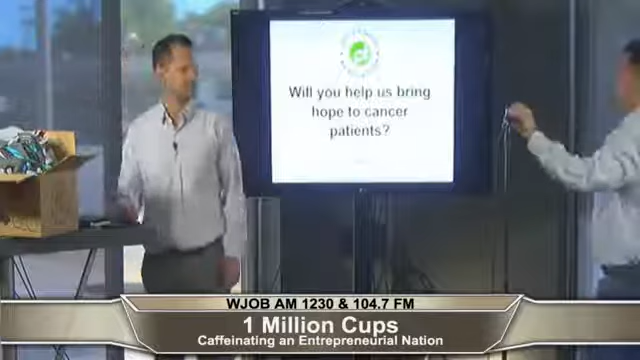 Will you help us bring
hope to cancer
patients?
WJOB AM 1230 & 104.7 FM
1 Million Cups
Caffeinating an Entrepreneurial Nation